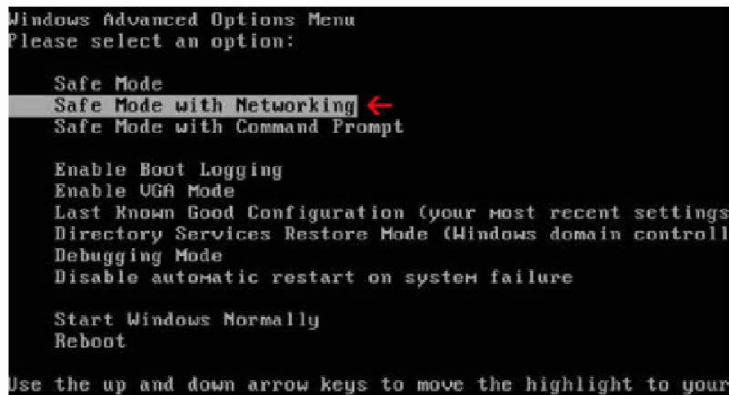 Windows Advanced Options Menu
Please select an option:
Safe Mode
Safe Mode with Networking
Safe Mode with Command Prompt
Enable Boot Logging
Enable VGA Mode
Last Known Good Configuration (your most recent settings
Directory Services Restore Mode (Windows domain controll
Debugging Mode
Disable automatic restart on system failure
Start Windows Normally
Reboot
Use the up and down arrow keys to move the highlight to your